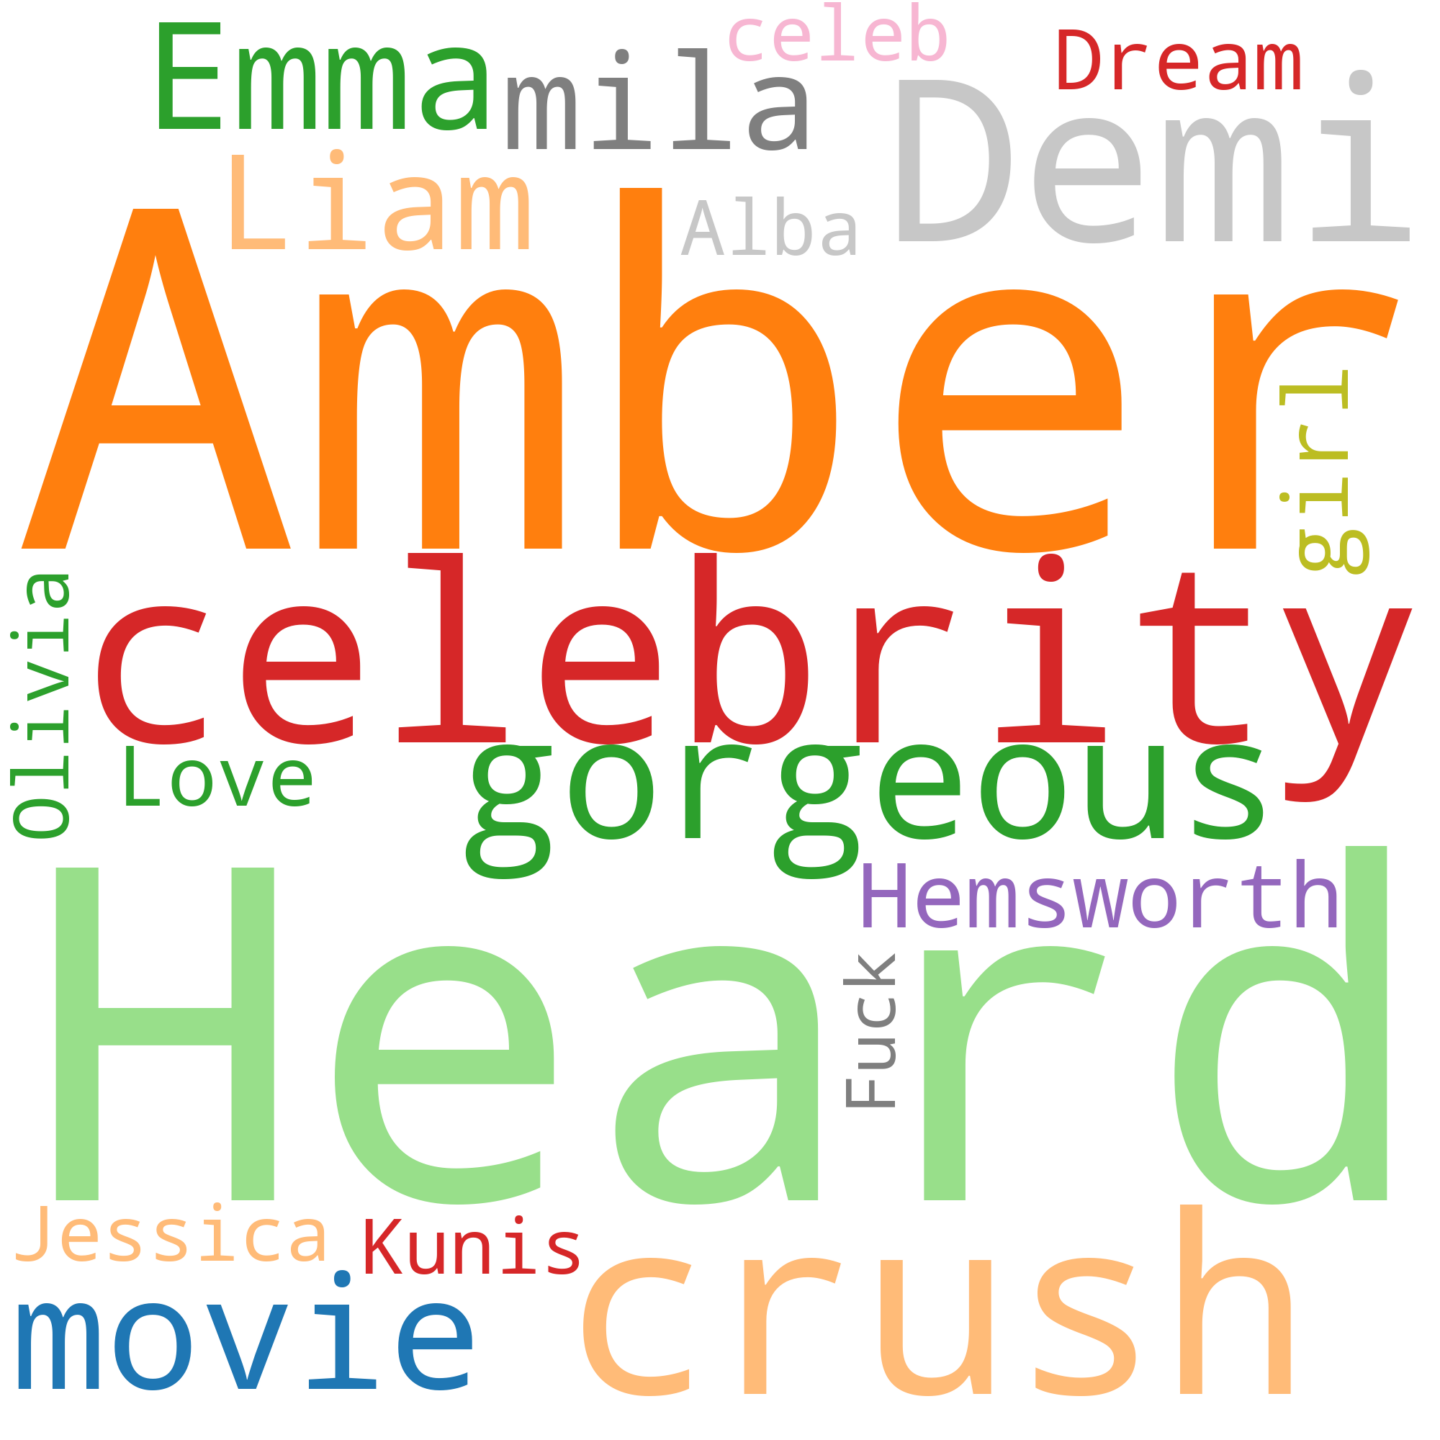 celeb
Dream
Emma
mila
Demi
Liam
Alba
Amber
girl
celebrity
olivia
Love
gorgeous
Hemsworth
Heard
Fuck
Jessica
Kunis
crush
movie